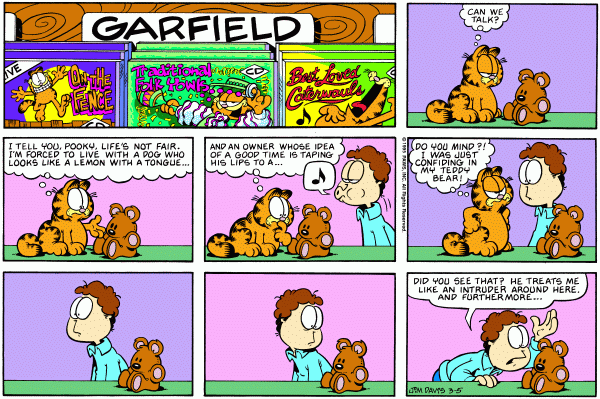 GARFIELD
IVE
ON THE
FENCE
Traditional
Folk Howls
CD
Best Loved
Caterwauls
CAN WE
TALK?
I TELL YOU, POOKY, LIFE'S NOT FAIR.
I'M FORCED TO LIVE WITH A DOG WHO
LOOKS LIKE A LEMON WITH A TONGUE...
AND AN OWNER WHOSE IDEA
OF A GOOD TIME IS TAPING
HIS LIPS TO A...
© 1995 PAWS, INC. All Rights Reserved.
DO YOU MIND?!
I WAS JUST
CONFIDING IN
MY TEDDY
BEAR!
DID YOU SEE THAT? HE TREATS ME
LIKE AN INTRUDER AROUND HERE.
AND FURTHERMORE...
JIM DAVIS 3-5